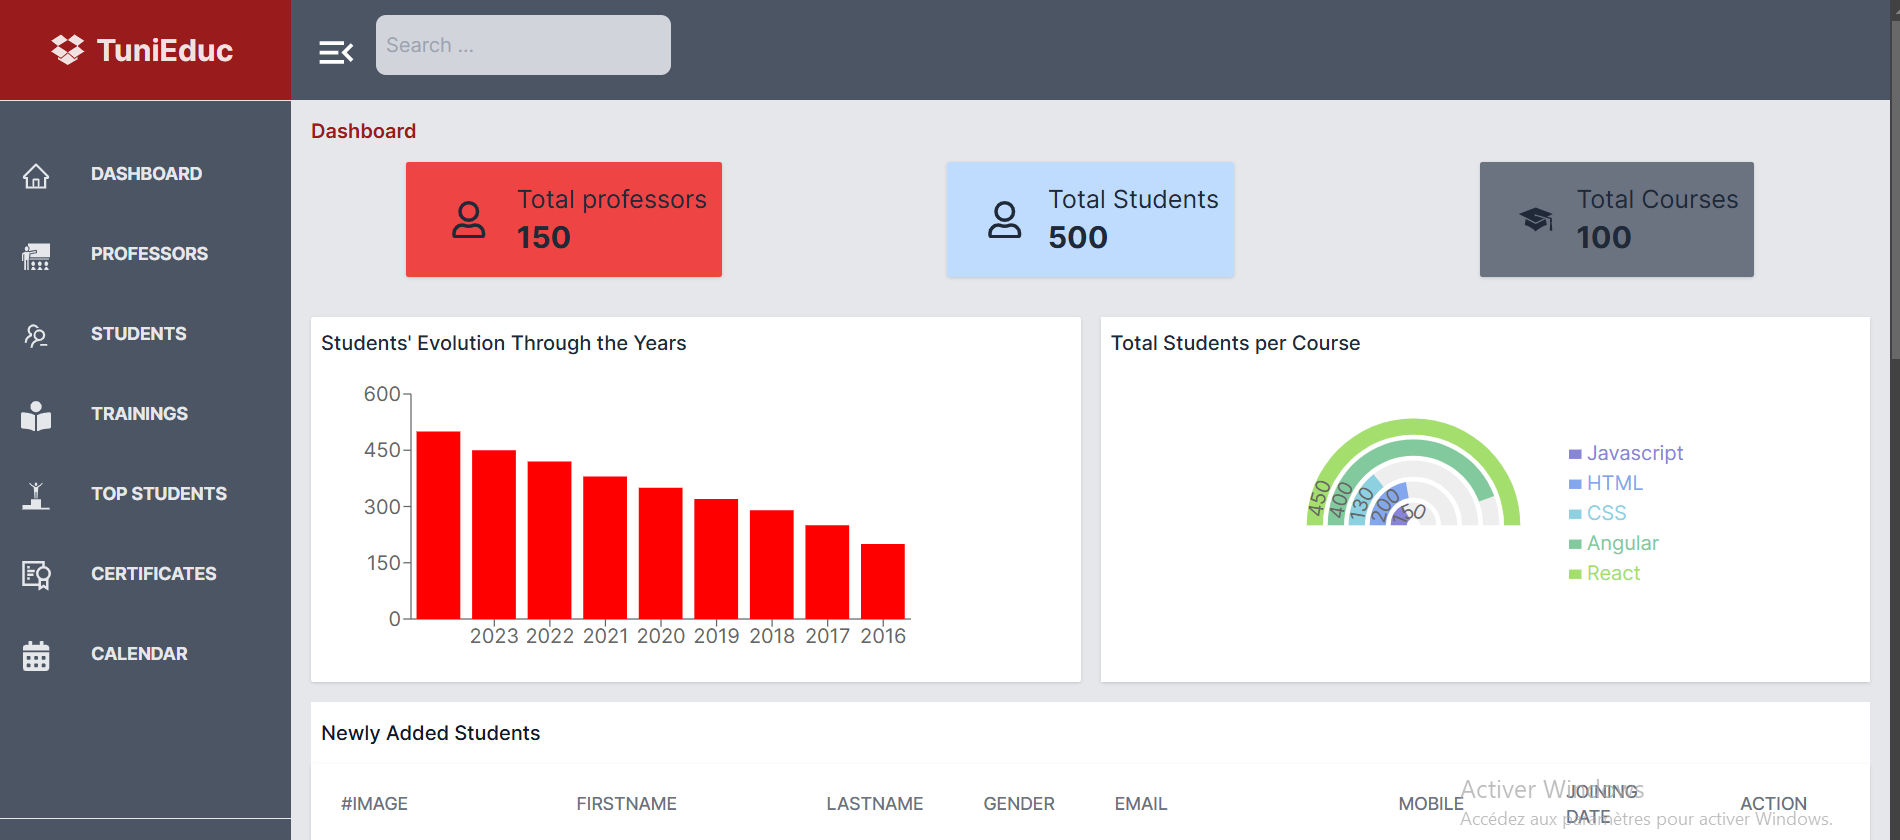 TuniEduc
Search ...
DASHBOARD
PROFESSORS
STUDENTS
TRAININGS
TOP STUDENTS
CERTIFICATES
CALENDAR
Dashboard
Total professors
150
Total Students
500
Total Courses
100
Students' Evolution Through the Years
600
450
300
150
0
2023 2022 2021 2020 2019 2018 2017 2016
Total Students per Course
450 400 130 200 150
Javascript
HTML
CSS
Angular
React
Newly Added Students
#IMAGE FIRSTNAME LASTNAME GENDER EMAIL MOBILE JOINING DATE ACTION
Activer Windows
Accédez aux paramètres pour activer Windows.